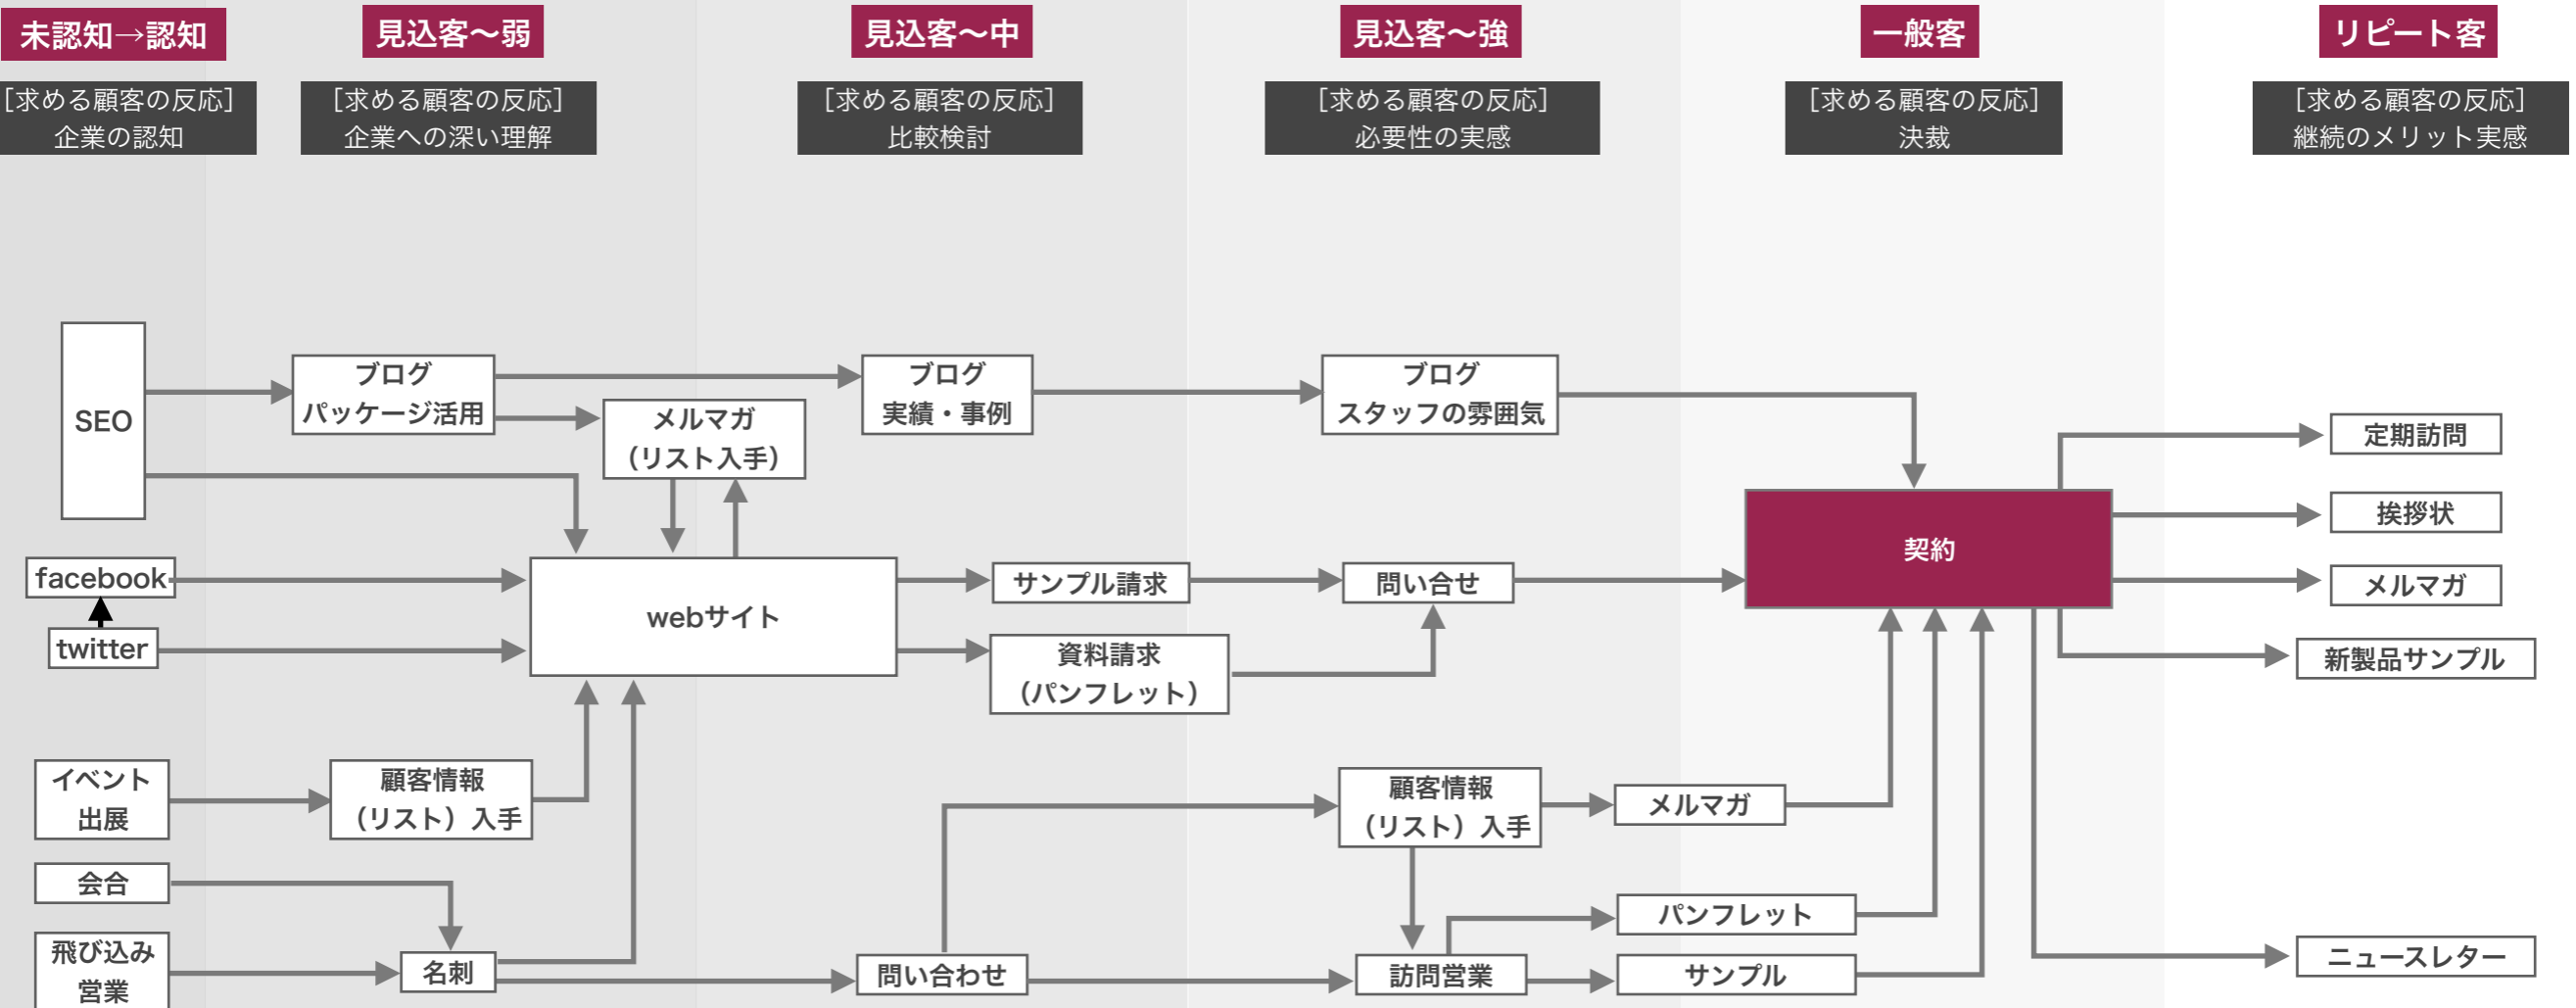 未認知→認知
見込客〜弱
見込客〜中
見込客〜強
一般客
リピート客
［求める顧客の反応］
企業の認知
［求める顧客の反応］
企業への深い理解
［求める顧客の反応］
比較検討
［求める顧客の反応］
必要性の実感
［求める顧客の反応］
決裁
［求める顧客の反応］
継続のメリット実感
SEO
ブログ
パッケージ活用
メルマガ
（リスト入手）
ブログ
実績・事例
ブログ
スタッフの雰囲気
facebook
twitter
webサイト
サンプル請求
資料請求
（パンフレット）
問い合せ
契約
定期訪問
挨拶状
メルマガ
新製品サンプル
イベント
出展
顧客情報
（リスト）入手
会合
飛び込み
営業
名刺
問い合わせ
顧客情報
（リスト）入手
メルマガ
パンフレット
訪問営業
サンプル
ニュースレター